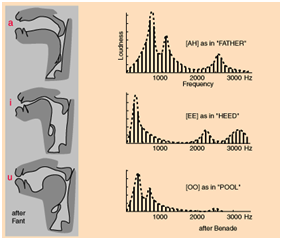 a
Loudness
[AH] as in "FATHER"
1000 2000 3000 Hz
Frequency
i
[EE] as in "HEED"
1000 2000 3000 Hz
u
[OO] as in "POOL"
1000 2000 3000 Hz
after
Fant
after Benade